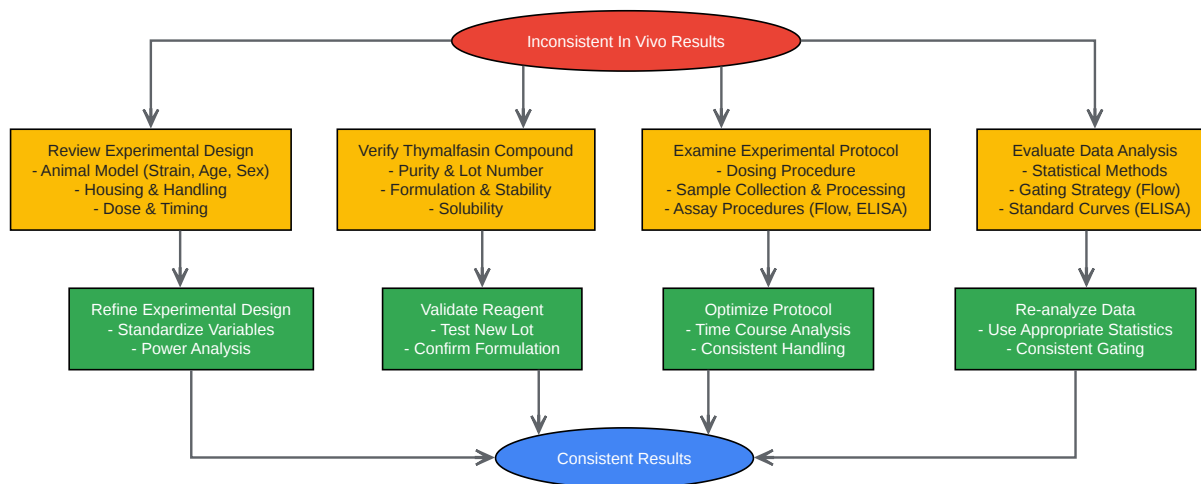 Inconsistent In Vivo Results
Review Experimental Design
- Animal Model (Strain, Age, Sex)
- Housing & Handling
- Dose & Timing
Verify Thymalfasin Compound
- Purity & Lot Number
- Formulation & Stability
- Solubility
Examine Experimental Protocol
- Dosing Procedure
- Sample Collection & Processing
- Assay Procedures (Flow, ELISA)
Evaluate Data Analysis
- Statistical Methods
- Gating Strategy (Flow)
- Standard Curves (ELISA)
Refine Experimental Design
- Standardize Variables
- Power Analysis
Validate Reagent
- Test New Lot
- Confirm Formulation
Optimize Protocol
- Time Course Analysis
- Consistent Handling
Re-analyze Data
- Use Appropriate Statistics
- Consistent Gating
Consistent Results